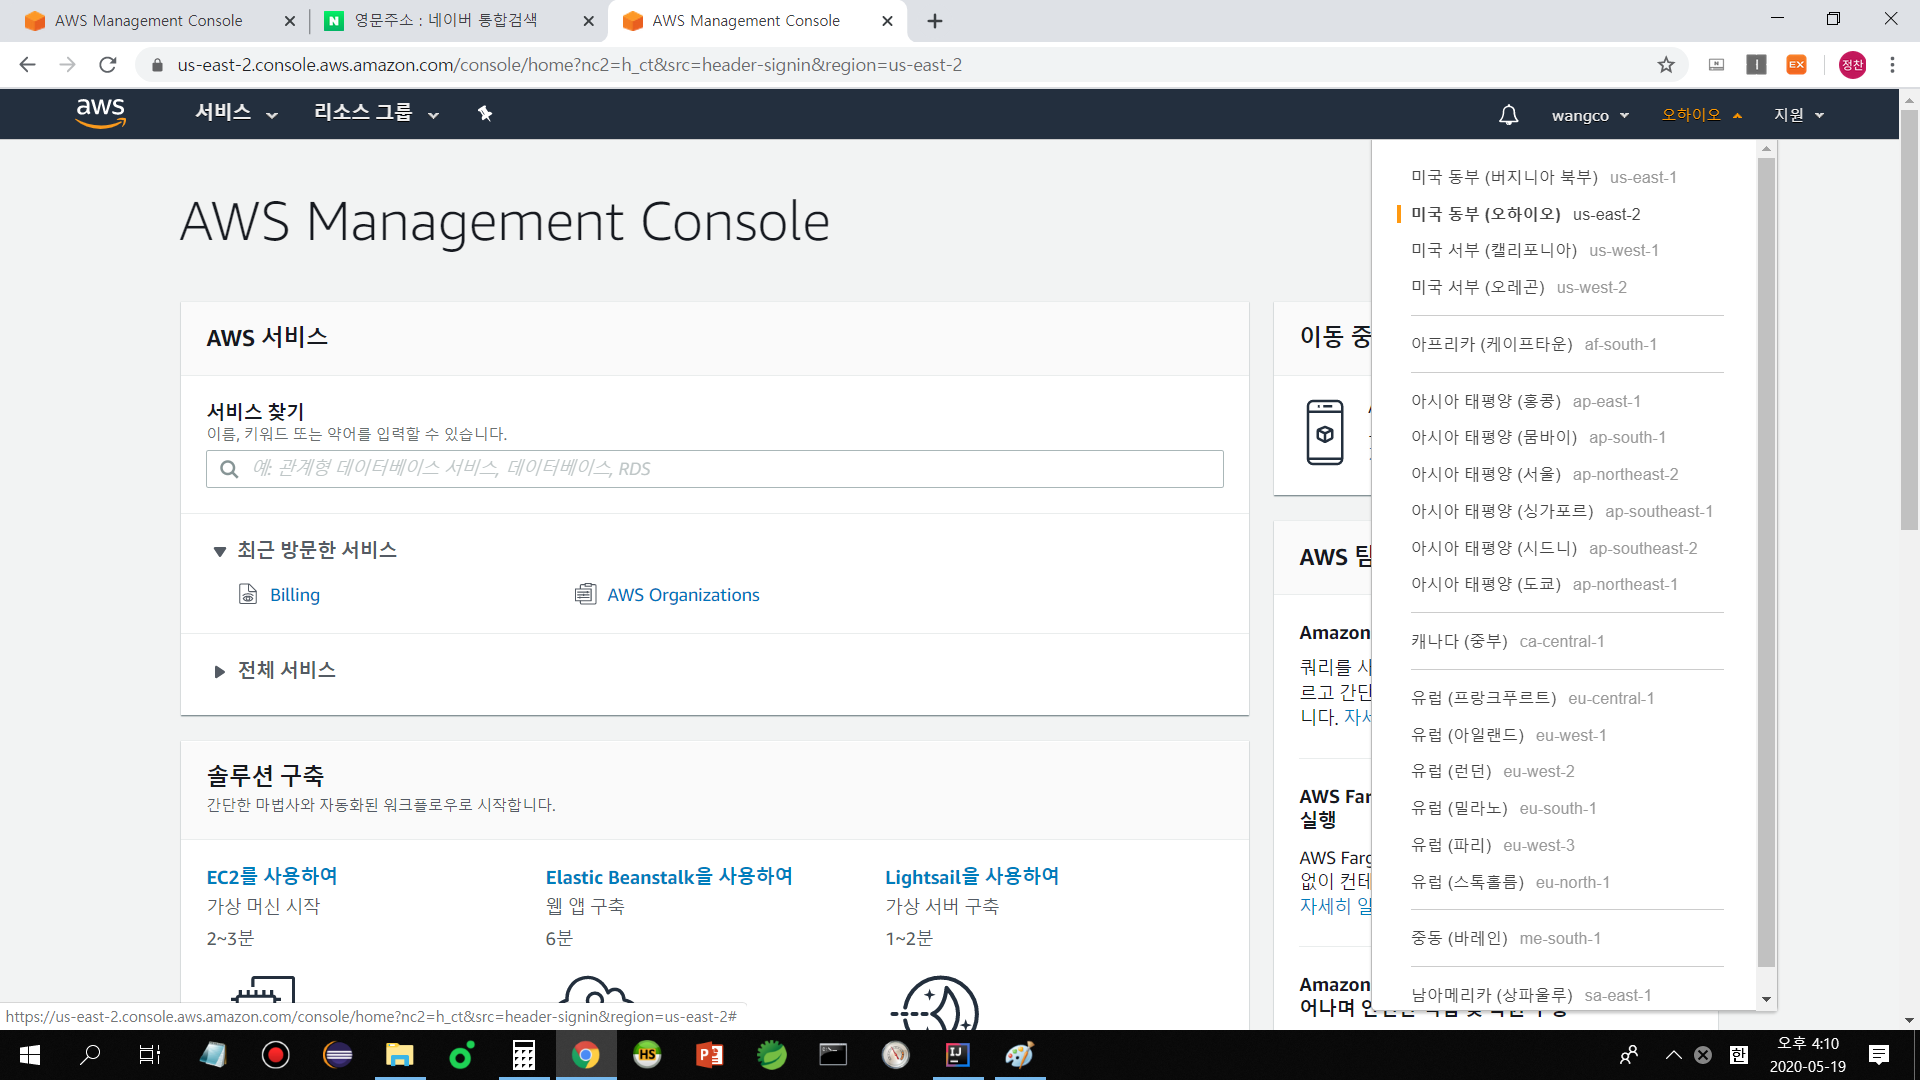 AWS Management Console
영문주소 : 네이버 통합검색
AWS Management Console
us-east-2.console.aws.amazon.com/console/home?nc2=h_ct&src=header-signin&region=us-east-2
EX
정찬
aws
서비스
리소스 그룹
wangco
오하이오
지원
AWS Management Console
AWS 서비스
서비스 찾기
이름, 키워드 또는 약어를 입력할 수 있습니다.
예: 관계형 데이터베이스 서비스, 데이터베이스, RDS
최근 방문한 서비스
Billing
AWS Organizations
전체 서비스
솔루션 구축
간단한 마법사와 자동화된 워크플로우로 시작합니다.
EC2를 사용하여
가상 머신 시작
2~3분
Elastic Beanstalk을 사용하여
웹 앱 구축
6분
Lightsail을 사용하여
가상 서버 구축
1~2분
이동 중
AWS 탐
Amazon
쿼리를 사
르고 간단
니다. 자세
AWS Far
실행
AWS Farg
없이 컨테
자세히 일
Amazon
미국 동부 (버지니아 북부) us-east-1
미국 동부 (오하이오) us-east-2
미국 서부 (캘리포니아) us-west-1
미국 서부 (오레곤) us-west-2
아프리카 (케이프타운) af-south-1
아시아 태평양 (홍콩) ap-east-1
아시아 태평양 (뭄바이) ap-south-1
아시아 태평양 (서울) ap-northeast-2
아시아 태평양 (싱가포르) ap-southeast-1
아시아 태평양 (시드니) ap-southeast-2
아시아 태평양 (도쿄) ap-northeast-1
캐나다 (중부) ca-central-1
유럽 (프랑크푸르트) eu-central-1
유럽 (아일랜드) eu-west-1
유럽 (런던) eu-west-2
유럽 (밀라노) eu-south-1
유럽 (파리) eu-west-3
유럽 (스톡홀름) eu-north-1
중동 (바레인) me-south-1
남아메리카 (상파울루) sa-east-1
어나며
https://us-east-2.console.aws.amazon.com/console/home?nc2=h_ct&src=header-signin&region=us-east-2#
HS
IJ
한
오후 4:10
2020-05-19